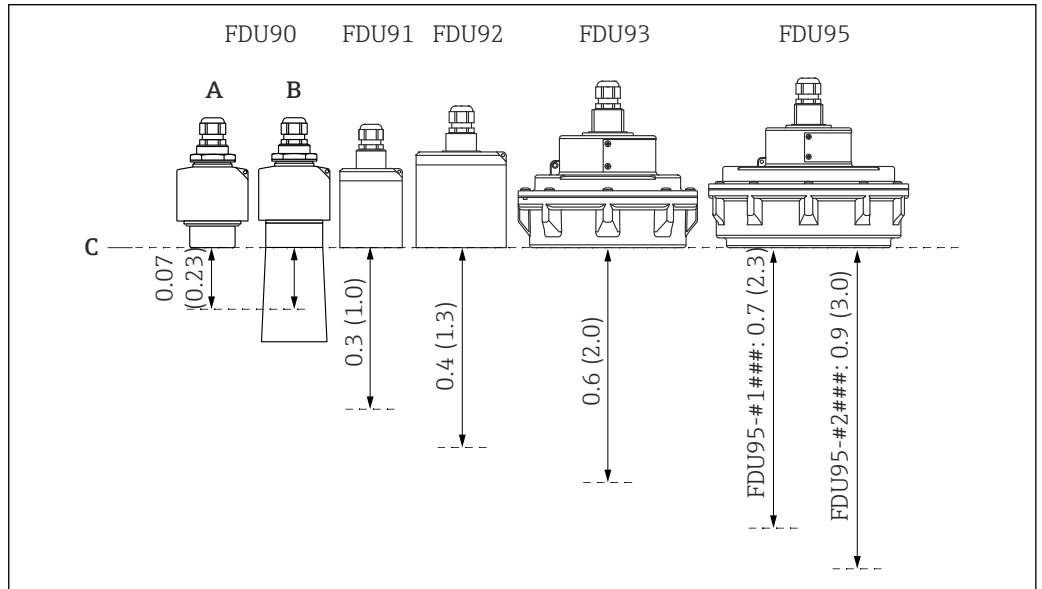 FDU90 FDU91 FDU92 FDU93 FDU95
A B
C
0.07
(0.23)
0.3 (1.0)
0.4 (1.3)
0.6 (2.0)
FDU95-#1###: 0.7 (2.3)
FDU95-#2###: 0.9 (3.0)